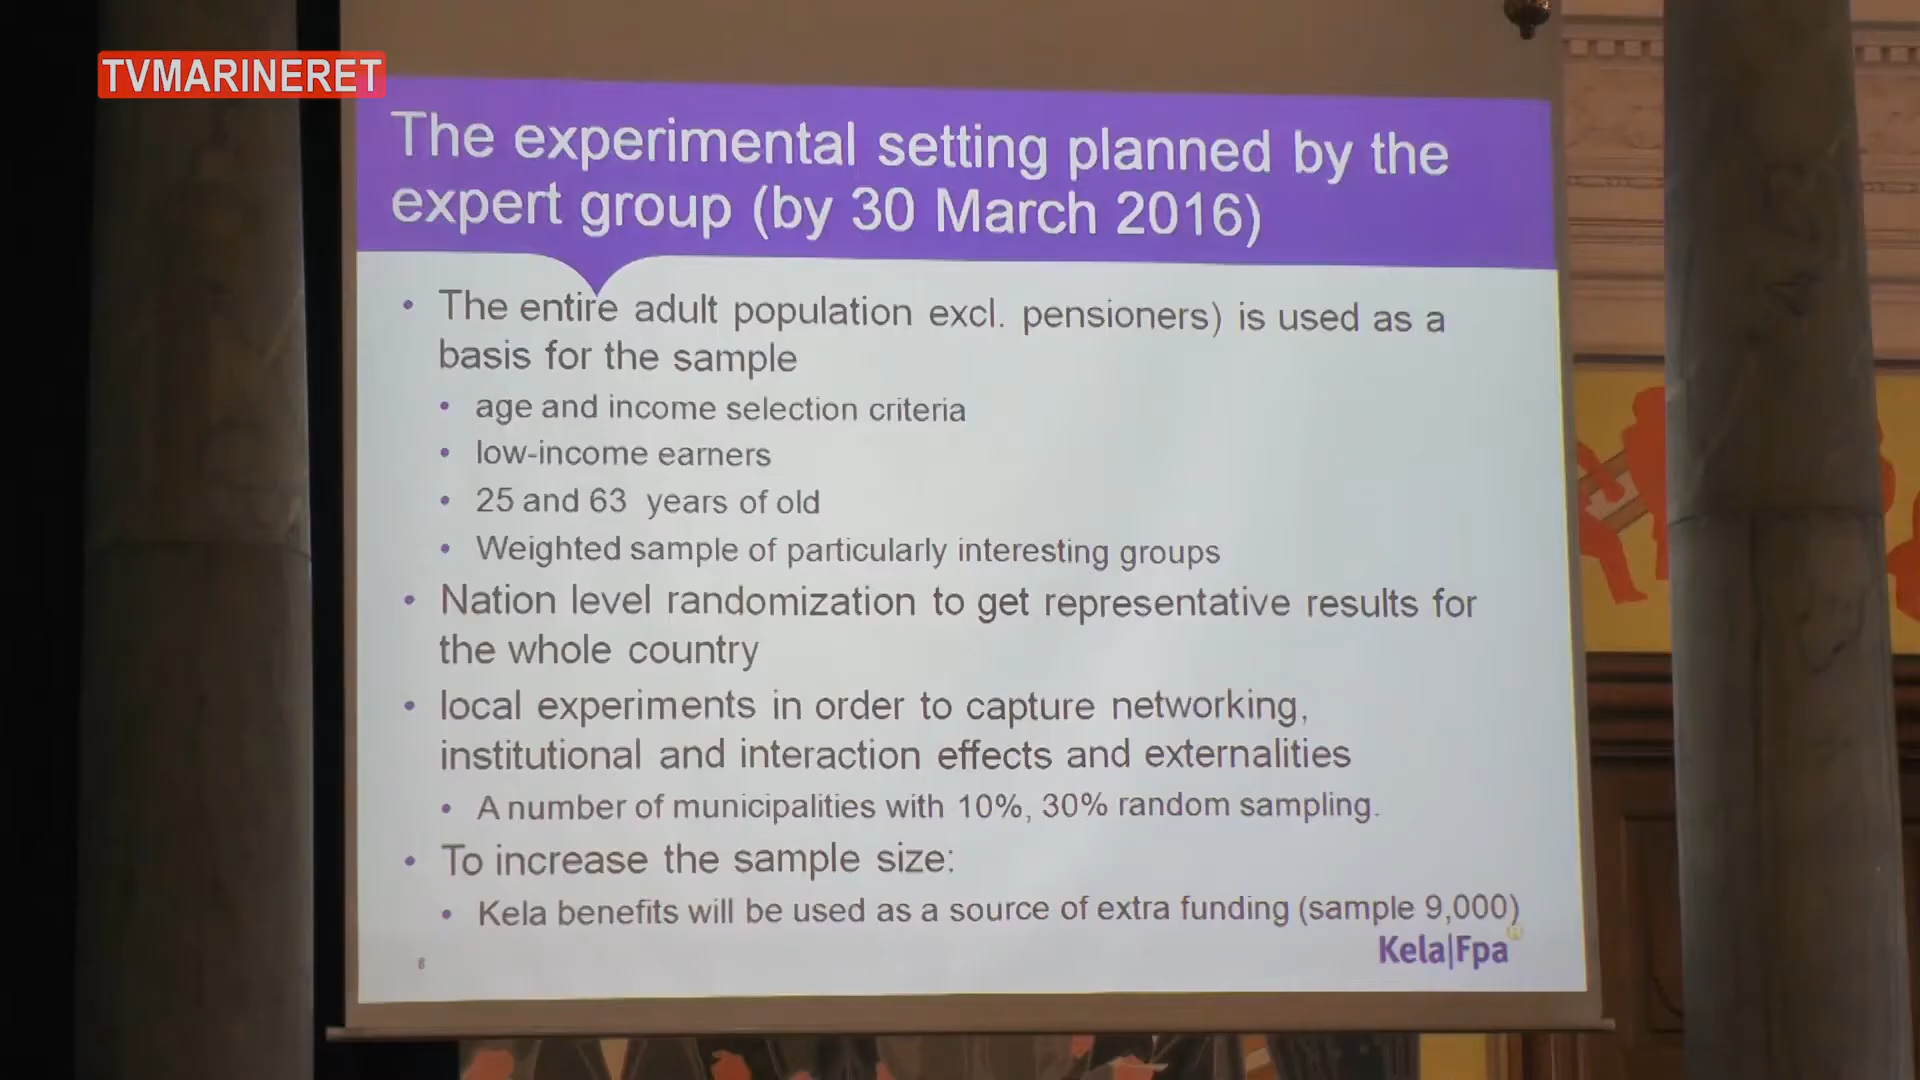 TVMARINERET
The experimental setting planned by the
expert group (by 30 March 2016)
• The entire adult population excl. pensioners) is used as a
basis for the sample
• age and income selection criteria
• low-income earners
• 25 and 63 years of old
• Weighted sample of particularly interesting groups
• Nation level randomization to get representative results for
the whole country
• local experiments in order to capture networking,
institutional and interaction effects and externalities
• A number of municipalities with 10%, 30% random sampling.
• To increase the sample size:
• Kela benefits will be used as a source of extra funding (sample 9,000)
Kela|Fpa®
8